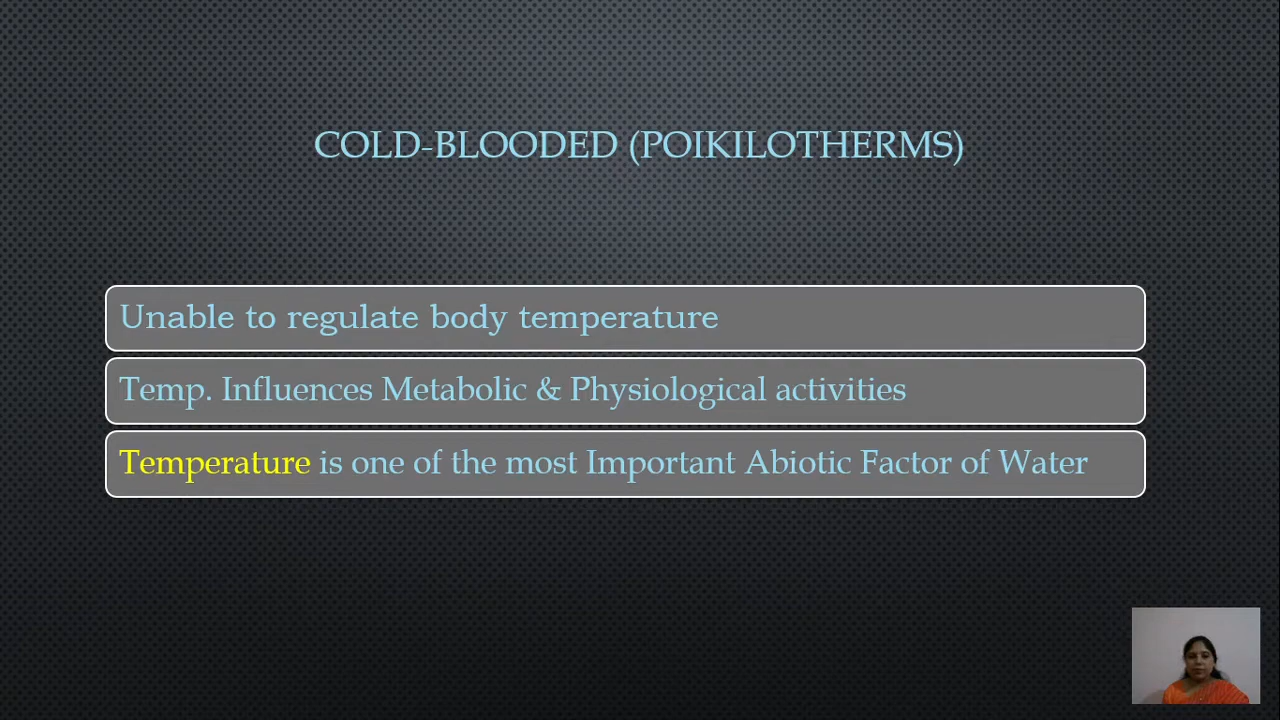 COLD-BLOODED (POIKILOTHERMS)
Unable to regulate body temperature
Temp. Influences Metabolic & Physiological activities
Temperature is one of the most Important Abiotic Factor of Water